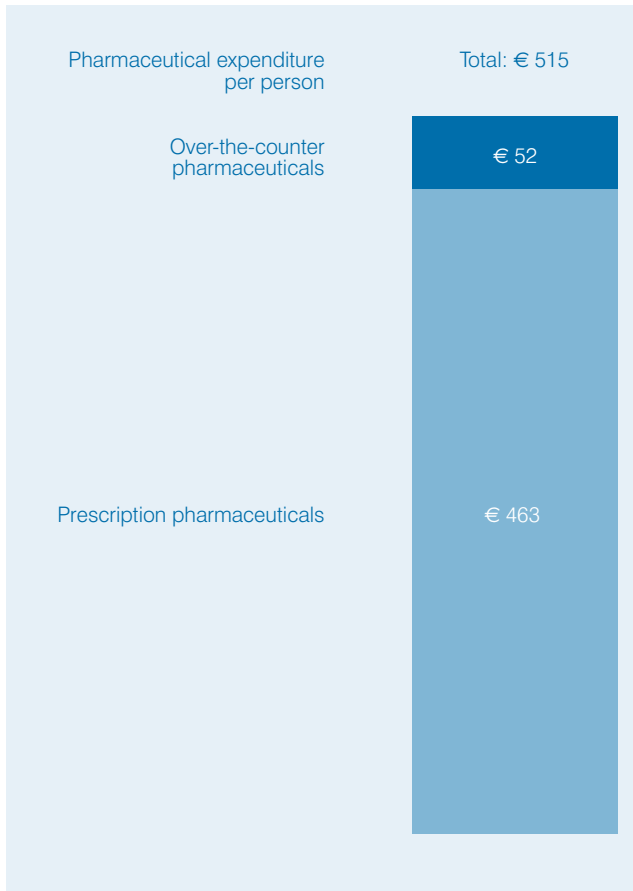 Pharmaceutical expenditure
per person
Total: € 515
Over-the-counter
pharmaceuticals
€ 52
Prescription pharmaceuticals
€ 463